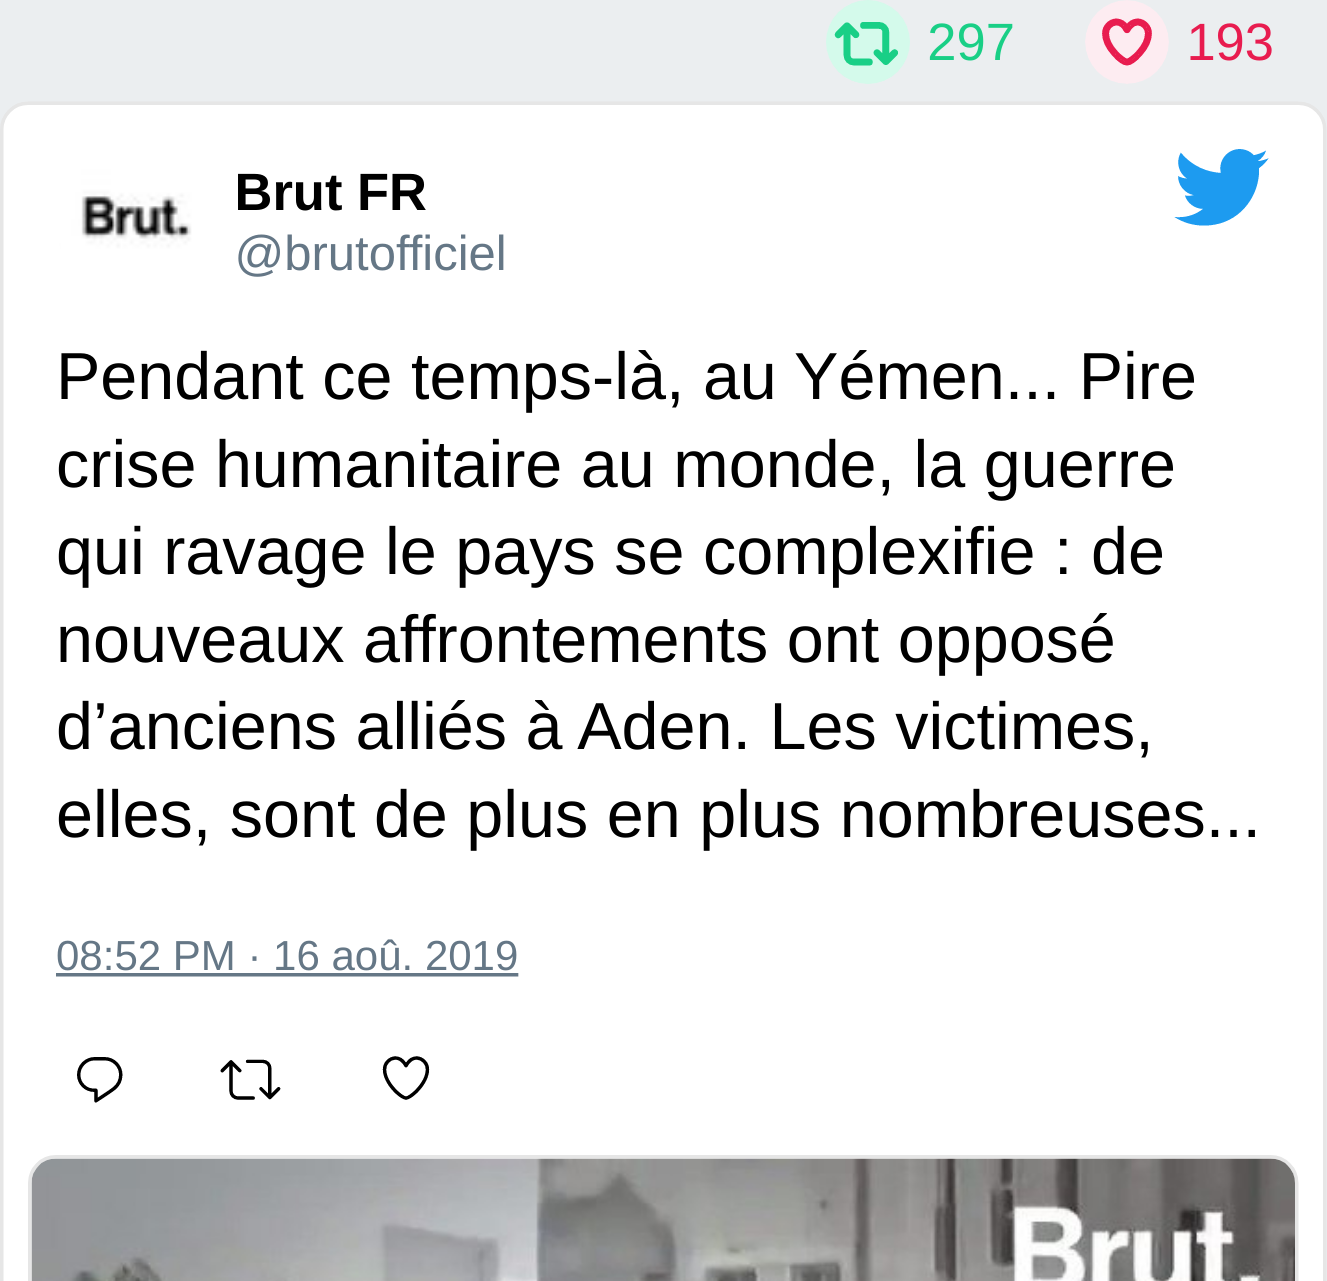 297 193
Brut.
Brut FR
@brutofficiel
Pendant ce temps-là, au Yémen... Pire
crise humanitaire au monde, la guerre
qui ravage le pays se complexifie : de
nouveaux affrontements ont opposé
d’anciens alliés à Aden. Les victimes,
elles, sont de plus en plus nombreuses...
08:52 PM · 16 aoû. 2019
Brut.